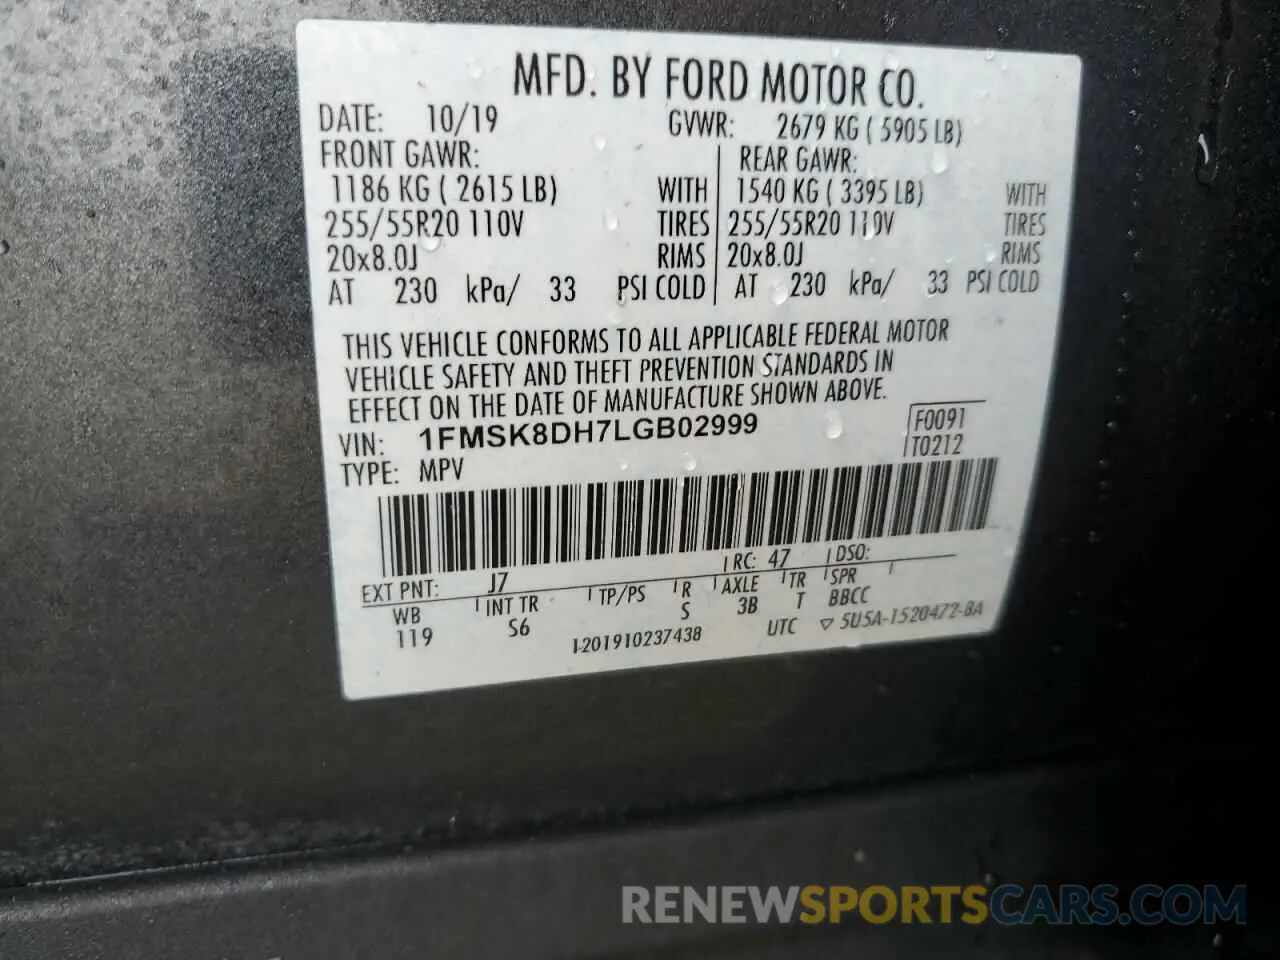 MFD. BY FORD MOTOR CO.
DATE: 10/19 GVWR: 2679 KG ( 5905 LB)
FRONT GAWR: REAR GAWR:
1186 KG ( 2615 LB) WITH 1540 KG ( 3395 LB) WITH
255/55R20 110V TIRES 255/55R20 110V TIRES
20x8.0J RIMS 20x8.0J RIMS
AT 230 kPa/ 33 PSI COLD AT 230 kPa/ 33 PSI COLD
THIS VEHICLE CONFORMS TO ALL APPLICABLE FEDERAL MOTOR
VEHICLE SAFETY AND THEFT PREVENTION STANDARDS IN
EFFECT ON THE DATE OF MANUFACTURE SHOWN ABOVE.
VIN: 1FMSK8DH7LGB02999 F0091
TYPE: MPV T0212
EXT PNT: J7 RC: 47 DSO:
WB INT TR TP/PS R AXLE TR SPR
119 S6 S 3B T BBCC
1-201910237438 UTC ▽ 5U5A-1520472-BA
RENEWSPORTSCARS.COM